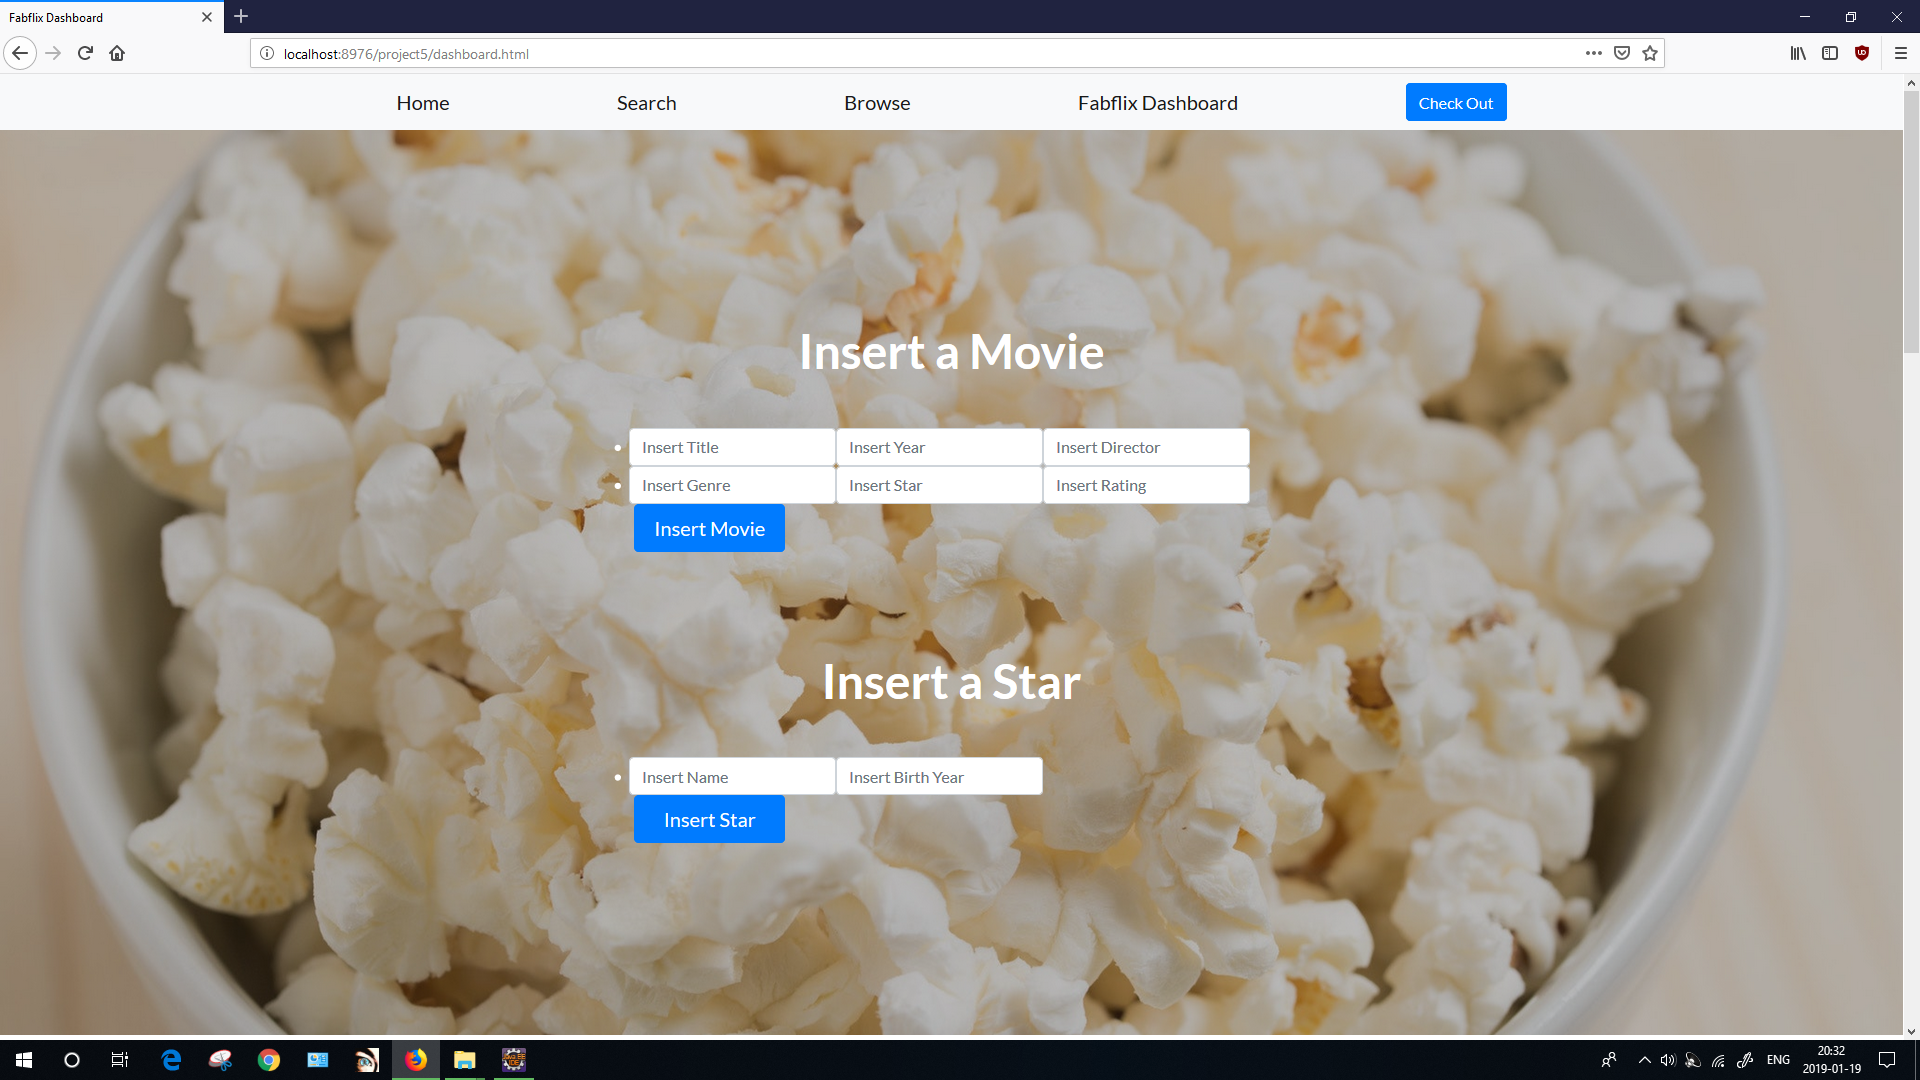 Fabflix Dashboard
localhost:8976/project5/dashboard.html
Home Search Browse Fabflix Dashboard Check Out
Insert a Movie
Insert Title Insert Year Insert Director
Insert Genre Insert Star Insert Rating
Insert Movie
Insert a Star
Insert Name Insert Birth Year
Insert Star
ENG 20:32
2019-01-19